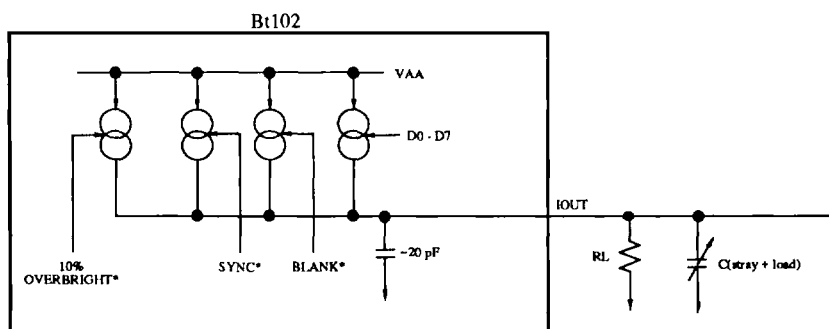 Bt102
VAA
D0 - D7
IOUT
~20 pF
10%
OVERBRIGHT*
SYNC*
BLANK*
RL
C(stray + load)